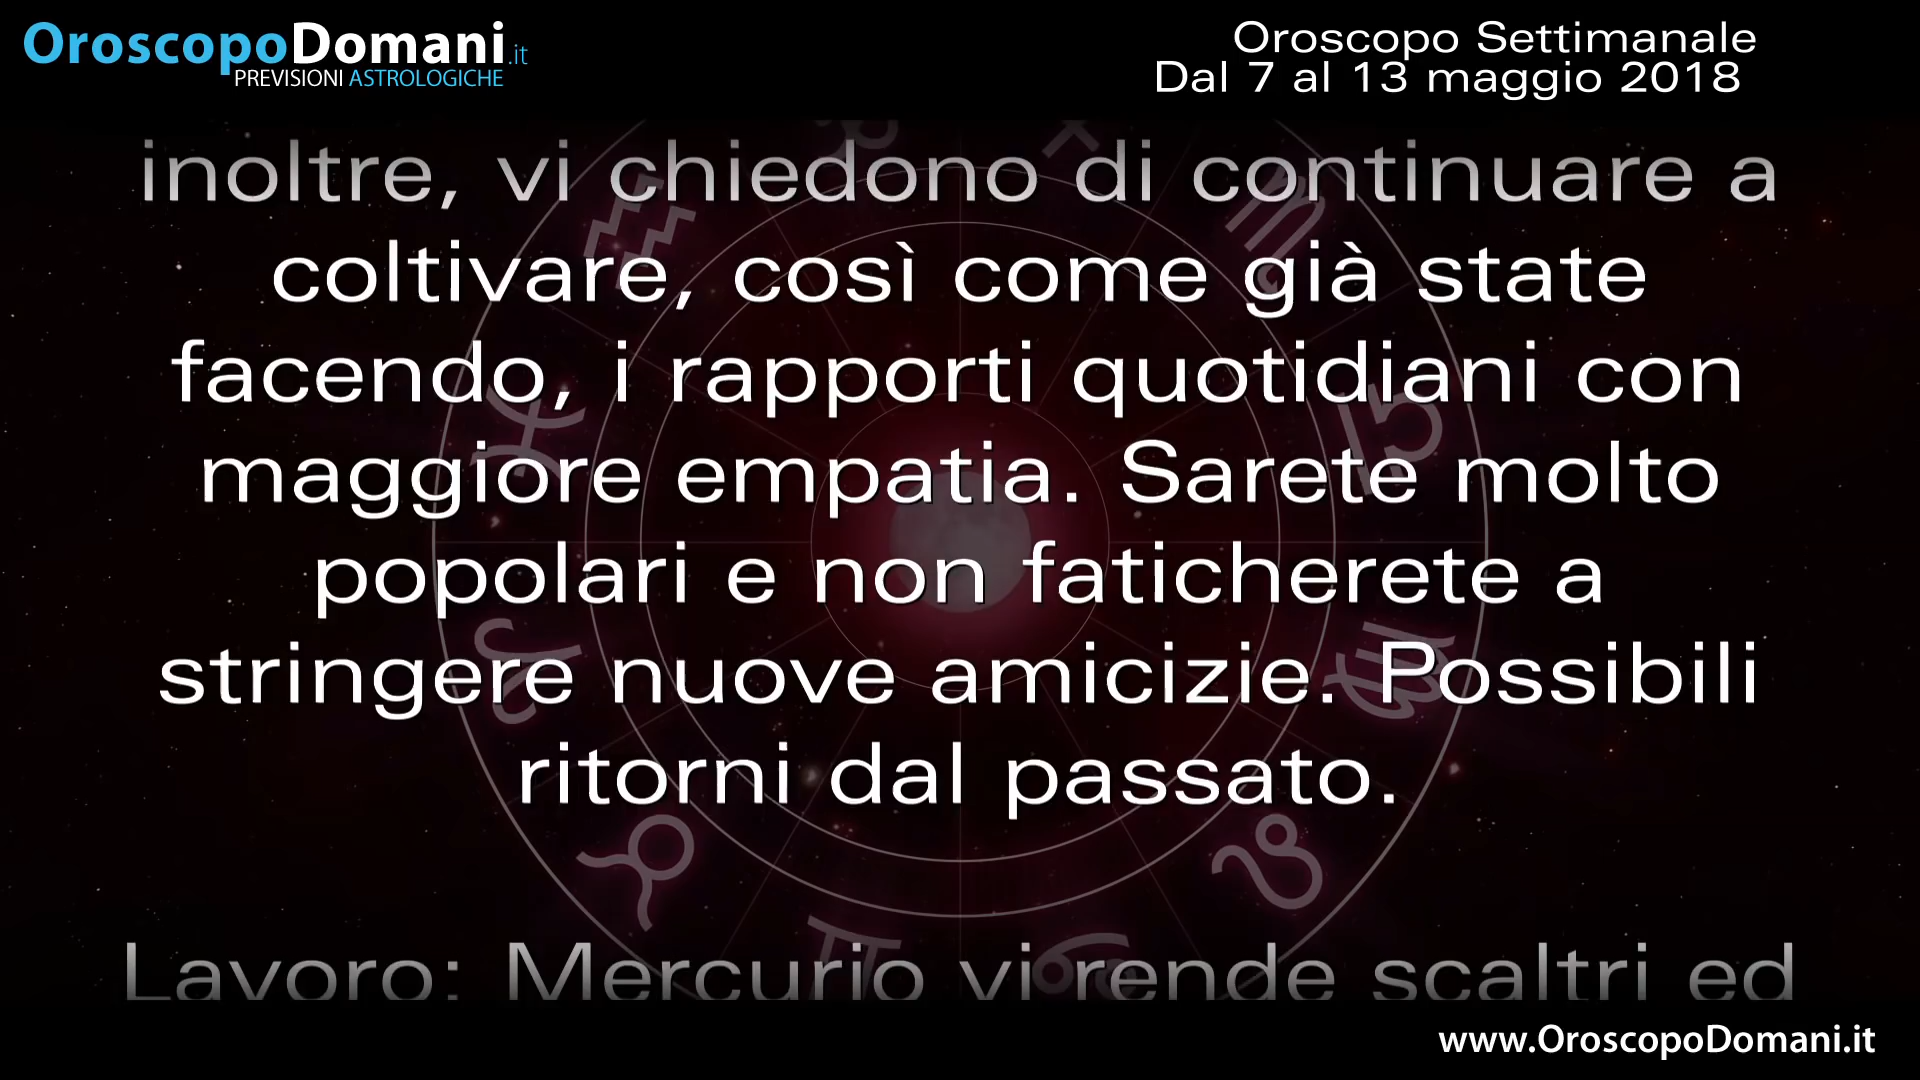 OroscopoDomani.it
PREVISIONI ASTROLOGICHE
Oroscopo Settimanale
Dal 7 al 13 maggio 2018
inoltre, vi chiedono di continuare a
coltivare, così come già state
facendo, i rapporti quotidiani con
maggiore empatia. Sarete molto
popolari e non faticherete a
stringere nuove amicizie. Possibili
ritorni dal passato.
Lavoro: Mercurio vi rende scaltri ed
www.OroscopoDomani.it